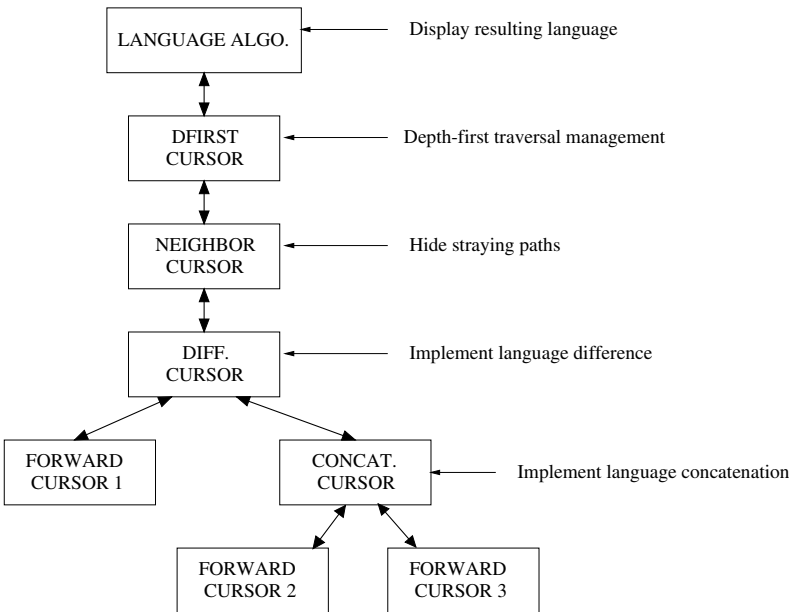 LANGUAGE ALGO.
Display resulting language
DFIRST
CURSOR
Depth-first traversal management
NEIGHBOR
CURSOR
Hide straying paths
DIFF.
CURSOR
Implement language difference
FORWARD
CURSOR 1
CONCAT.
CURSOR
Implement language concatenation
FORWARD
CURSOR 2
FORWARD
CURSOR 3